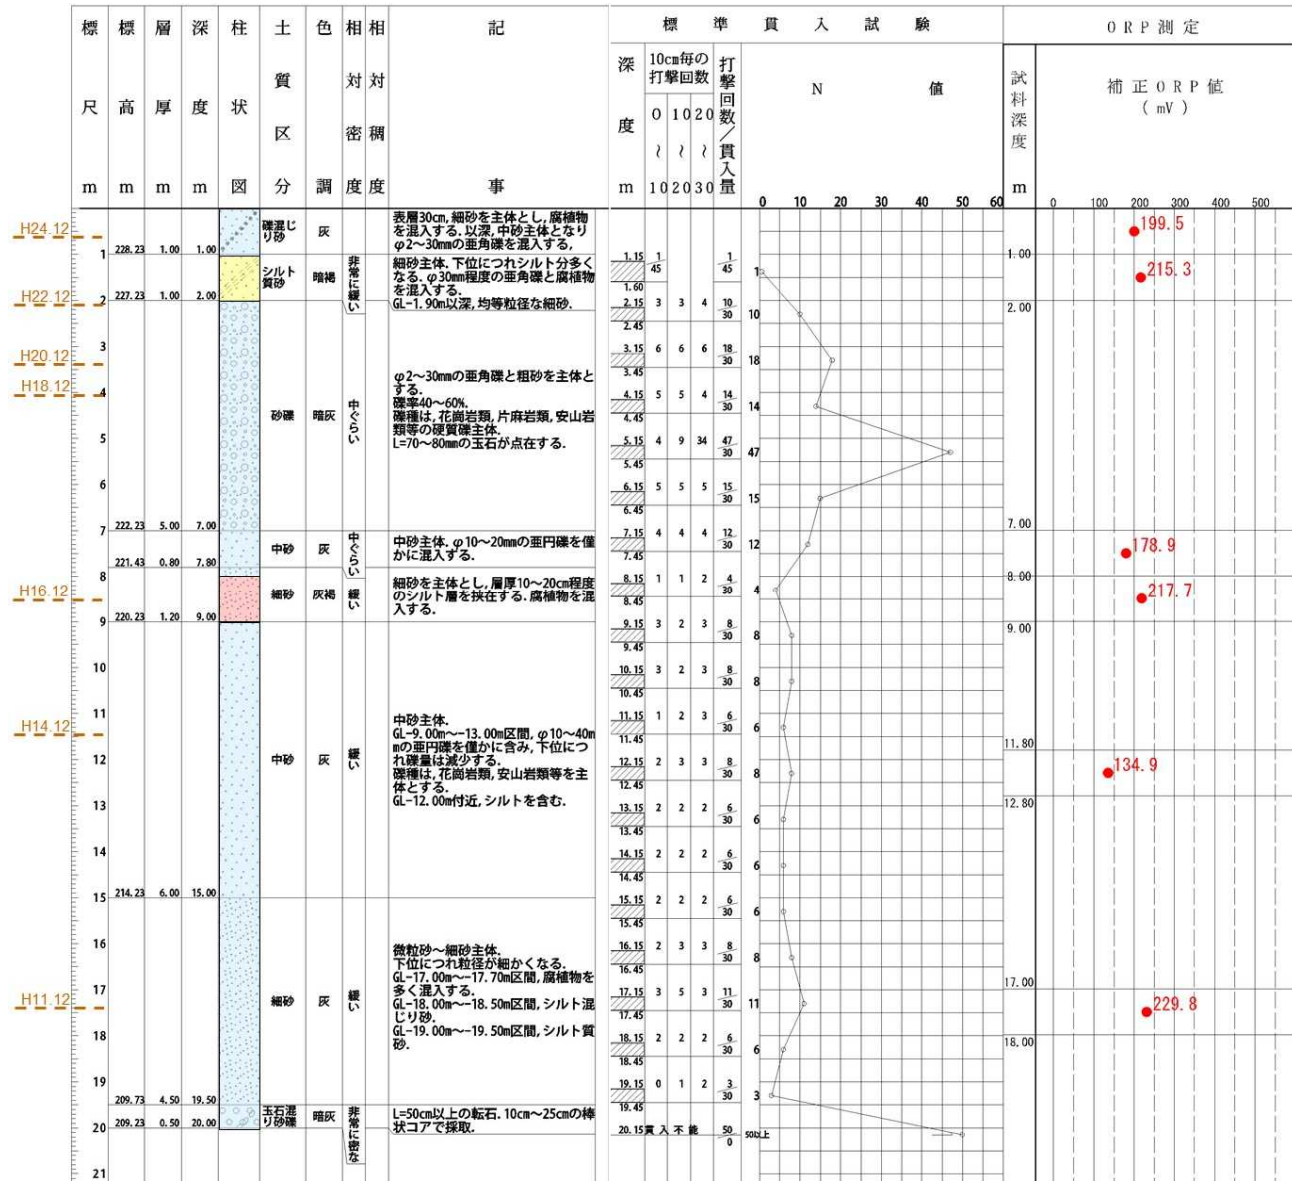 標尺m
標高m
層厚m
深度m
柱状図
土質区分
色調
相対密度
相対稠度
記事
標準貫入試験
深度m
10cm毎の打撃回数
0〜10
10〜20
20〜30
打撃回数/貫入量
N値
0 10 20 30 40 50 60
ORP測定
試料深度m
補正ORP値
(mV)
0 100 200 300 400 500
H24.12
H22.12
H20.12
H18.12
H16.12
H14.12
H11.12
1
2
3
4
5
6
7
8
9
10
11
12
13
14
15
16
17
18
19
20
21
228.23 1.00 1.00
礫混じり砂
灰
表層30cm,細砂を主体とし,腐植物
を混入する.以深,中砂主体となり
φ2〜30mmの亜角礫を混入する,
227.23 1.00 2.00
シルト質砂
暗褐
非常に緩い
細砂主体.下位につれシルト分多く
なる.φ30mm程度の亜角礫と腐植物
を混入する.
GL-1.90m以深,均等粒径な細砂.
222.23 5.00 7.00
砂礫
暗灰
中ぐらい
φ2〜30mmの亜角礫と粗砂を主体と
する.
礫率40〜60%.
礫種は,花崗岩類,片麻岩類,安山岩
類等の硬質礫主体.
L=70〜80mmの玉石が点在する.
221.43 0.80 7.80
中砂
灰
中ぐらい
中砂主体.φ10〜20mmの亜円礫を僅
かに混入する.
220.23 1.20 9.00
細砂
灰褐
緩い
細砂を主体とし,層厚10〜20cm程度
のシルト層を挟在する.腐植物を混
入する.
214.23 6.00 15.00
中砂
灰
緩い
中砂主体.
GL-9.00m〜-13.00m区間,φ10〜40m
mの亜円礫を僅かに含み,下位につ
れ礫量は減少する.
礫種は,花崗岩類,安山岩類等を主
体とする.
GL-12.00m付近,シルトを含む.
209.73 4.50 19.50
細砂
灰
緩い
微粒砂〜細砂主体.
下位につれ粒径が細かくなる.
GL-17.00m〜-17.70m区間,腐植物を
多く混入する.
GL-18.00m〜-18.50m区間,シルト混
じり砂.
GL-19.00m〜-19.50m区間,シルト質
砂.
209.23 0.50 20.00
玉石混り砂礫
暗灰
非常に密な
L=50cm以上の転石.10cm〜25cmの棒
状コアで採取.
1.15 1/45 1/45 1
1.60
2.15 3 3 4 10/30 10
2.45
3.15 6 6 6 18/30 18
3.45
4.15 5 5 4 14/30 14
4.45
5.15 4 9 34 47/30 47
5.45
6.15 5 5 5 15/30 15
6.45
7.15 4 4 4 12/30 12
7.45
8.15 1 1 2 4/30 4
8.45
9.15 3 2 3 8/30 8
9.45
10.15 3 2 3 8/30 8
10.45
11.15 1 2 3 6/30 6
11.45
12.15 2 3 3 8/30 8
12.45
13.15 2 2 2 6/30 6
13.45
14.15 2 2 2 6/30 6
14.45
15.15 2 2 2 6/30 6
15.45
16.15 2 3 3 8/30 8
16.45
17.15 3 5 3 11/30 11
17.45
18.15 2 2 2 6/30 6
18.45
19.15 0 1 2 3/30 3
19.45
20.15 貫入不能 50/0 50以上
1.00
2.00
7.00
8.00
9.00
11.80
12.80
17.00
18.00
199.5
215.3
178.9
217.7
134.9
229.8